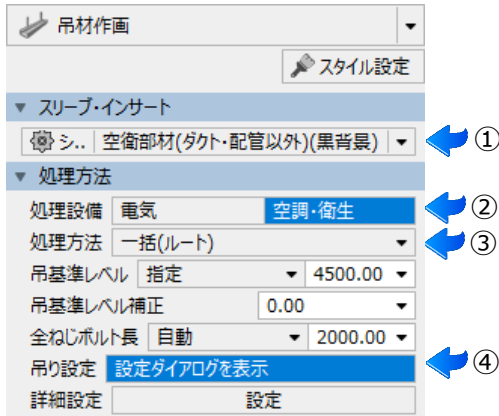 吊材作画
スタイル設定
スリーブ・インサート
シ.. 空衛部材(ダクト・配管以外)(黒背景) ①
処理方法
処理設備 電気 空調・衛生 ②
処理方法 一括(ルート) ③
吊基準レベル 指定 4500.00
吊基準レベル補正 0.00
全ねじボルト長 自動 2000.00
吊り設定 設定ダイアログを表示 ④
詳細設定 設定